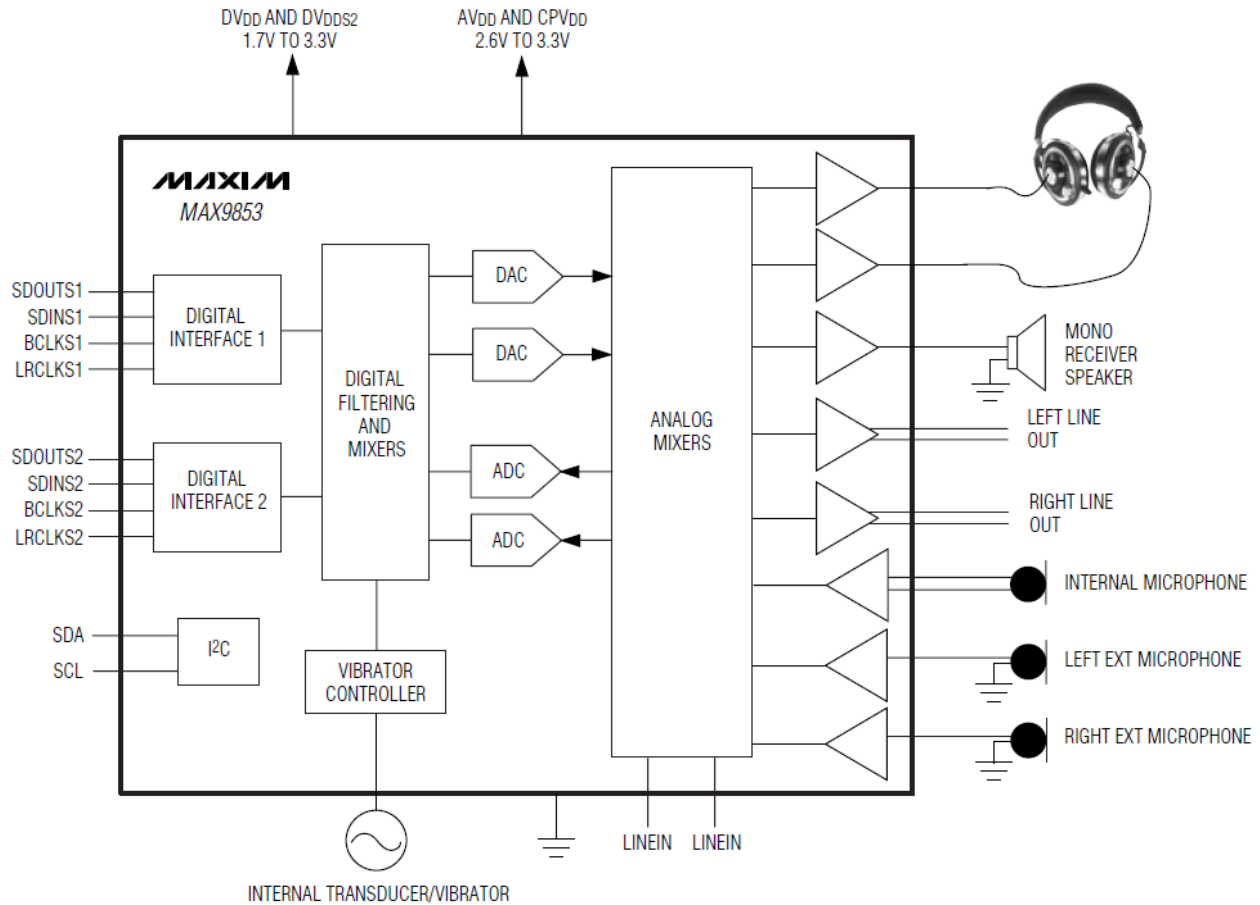 DVDD AND DVDDS2
1.7V TO 3.3V
AVDD AND CPVDD
2.6V TO 3.3V
MAXIM
MAX9853
SDOUTS1
SDINS1
BCLKS1
LRCLKS1
DIGITAL
INTERFACE 1
SDOUTS2
SDINS2
BCLKS2
LRCLKS2
DIGITAL
INTERFACE 2
SDA
SCL
I2C
DIGITAL
FILTERING
AND
MIXERS
VIBRATOR
CONTROLLER
INTERNAL TRANSDUCER/VIBRATOR
DAC
DAC
ADC
ADC
ANALOG
MIXERS
LINEIN
LINEIN
MONO
RECEIVER
SPEAKER
LEFT LINE
OUT
RIGHT LINE
OUT
INTERNAL MICROPHONE
LEFT EXT MICROPHONE
RIGHT EXT MICROPHONE